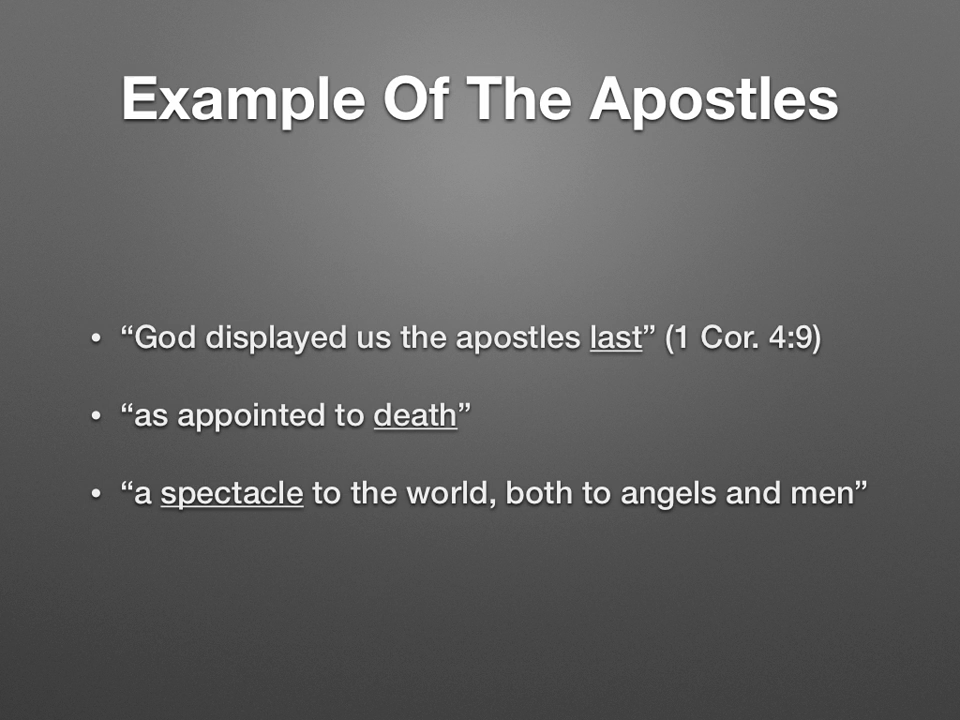 Example Of The Apostles
• “God displayed us the apostles last” (1 Cor. 4:9)
• “as appointed to death”
• “a spectacle to the world, both to angels and men”